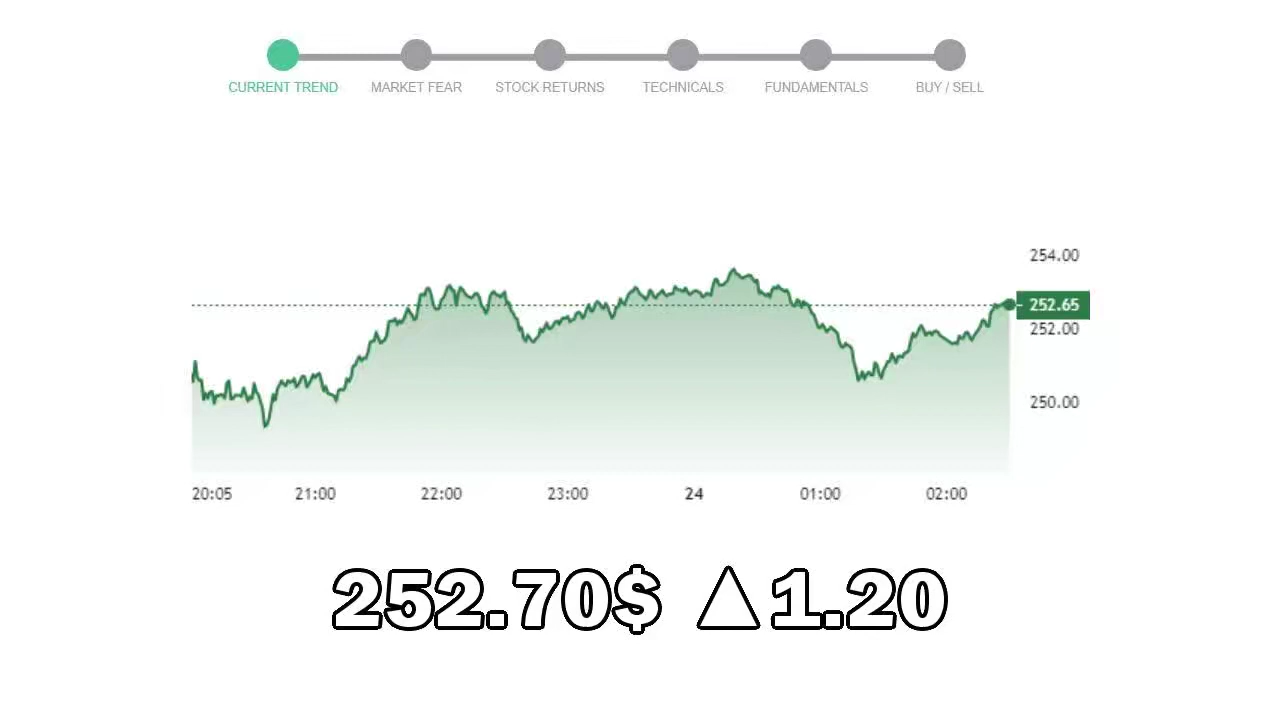 CURRENT TREND MARKET FEAR STOCK RETURNS TECHNICALS FUNDAMENTALS BUY / SELL
254.00
252.65
252.00
250.00
20:05 21:00 22:00 23:00 24 01:00 02:00
252.70$ △1.20